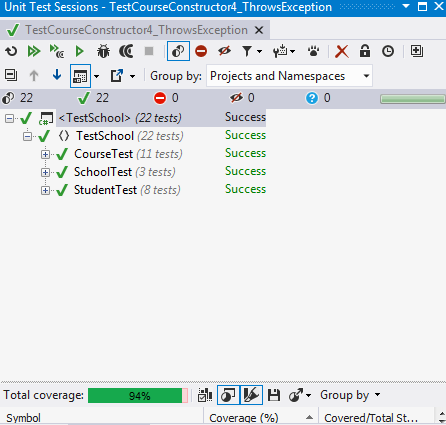 Unit Test Sessions - TestCourseConstructor4_ThrowsException
TestCourseConstructor4_ThrowsException
Group by: Projects and Namespaces
22 22 0 0 0
<TestSchool> (22 tests) Success
TestSchool (22 tests) Success
CourseTest (11 tests) Success
SchoolTest (3 tests) Success
StudentTest (8 tests) Success
Total coverage: 94% Group by
Symbol Coverage (%) Covered/Total St...